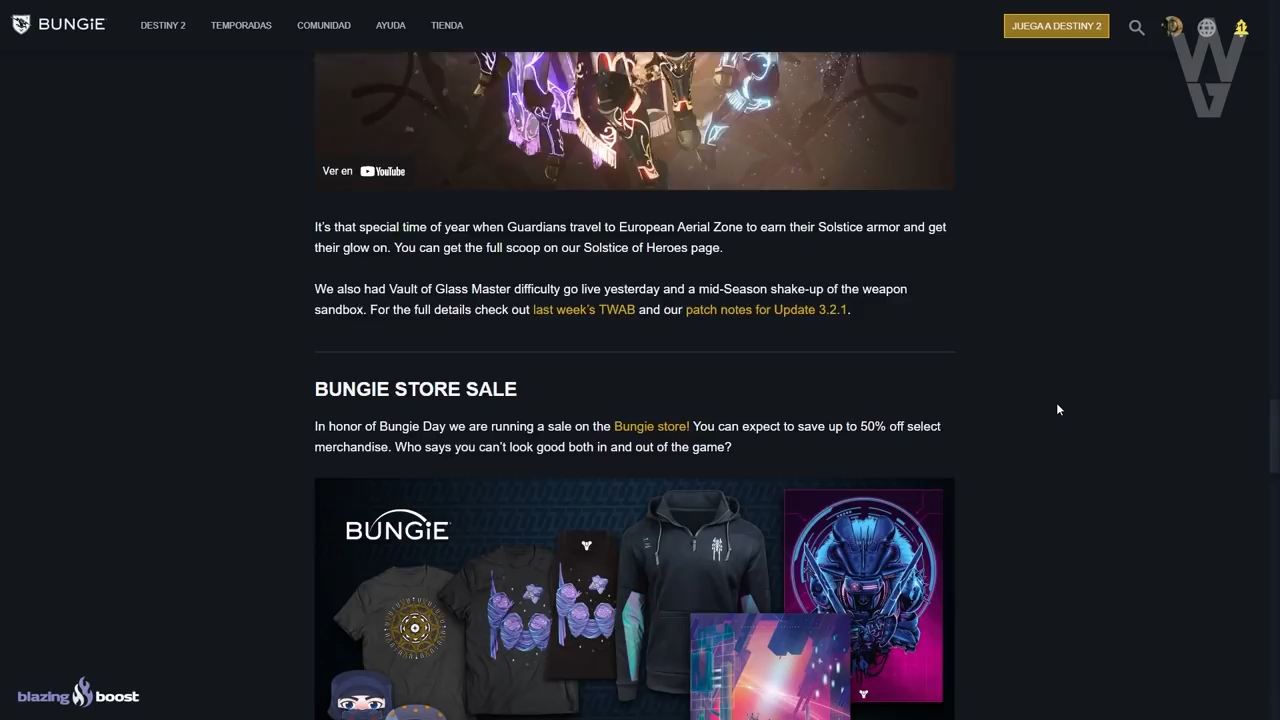 BUNGiE
DESTINY 2
TEMPORADAS
COMUNIDAD
AYUDA
TIENDA
JUEGA A DESTINY 2
1
WG
Ver en YouTube
It's that special time of year when Guardians travel to European Aerial Zone to earn their Solstice armor and get
their glow on. You can get the full scoop on our Solstice of Heroes page.
We also had Vault of Glass Master difficulty go live yesterday and a mid-Season shake-up of the weapon
sandbox. For the full details check out last week's TWAB and our patch notes for Update 3.2.1.
BUNGIE STORE SALE
In honor of Bungie Day we are running a sale on the Bungie store! You can expect to save up to 50% off select
merchandise. Who says you can't look good both in and out of the game?
BUNGiE
blazing boost